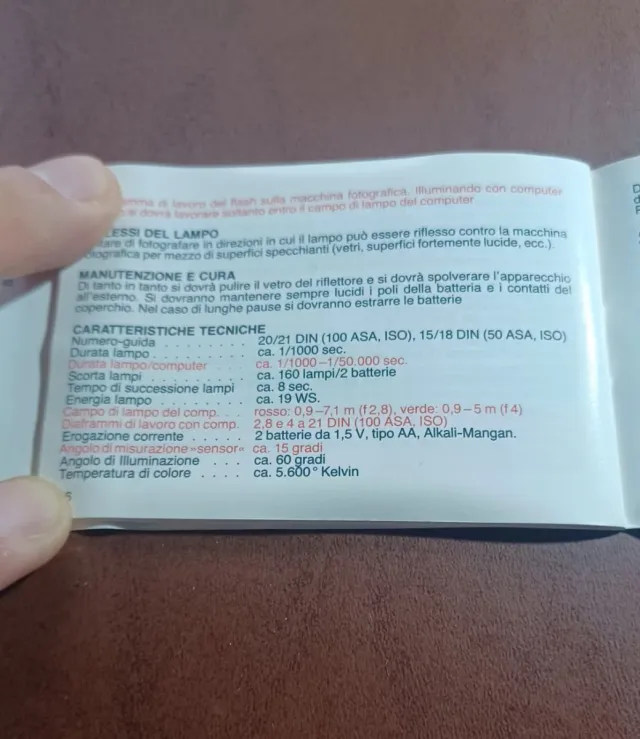 di lavoro del flash sulla macchina fotografica. Illuminando con computer
si dovrà lavorare soltanto entro il campo di lampo del computer
ESSI DEL LAMPO
tare di fotografare in direzioni in cui il lampo può essere riflesso contro la macchina
otografica per mezzo di superfici specchianti (vetri, superfici fortemente lucide, ecc.).
MANUTENZIONE E CURA
Di tanto in tanto si dovrà pulire il vetro del riflettore e si dovrà spolverare l'apparecchio
all'esterno. Si dovranno mantenere sempre lucidi i poli della batteria e i contatti del
coperchio. Nel caso di lunghe pause si dovranno estrarre le batterie
CARATTERISTICHE TECNICHE
Numero-guida . . . . . . . . 20/21 DIN (100 ASA, ISO), 15/18 DIN (50 ASA, ISO)
Durata lampo . . . . . . . . . ca. 1/1000 sec.
Durata lampo/computer . . . ca. 1/1000–1/50.000 sec.
Scorta lampi . . . . . . . . . ca. 160 lampi/2 batterie
Tempo di successione lampi ca. 8 sec.
Energia lampo . . . . . . . . ca. 19 WS.
Campo di lampo del comp. . . rosso: 0,9–7,1 m (f 2,8), verde: 0,9–5 m (f 4)
Diaframmi di lavoro con comp. 2,8 e 4 a 21 DIN (100 ASA, ISO)
Erogazione corrente . . . . . 2 batterie da 1,5 V, tipo AA, Alkali-Mangan.
Angolo di misurazione »sensor« ca. 15 gradi
Angolo di Illuminazione . . . ca. 60 gradi
Temperatura di colore . . . . ca. 5.600° Kelvin